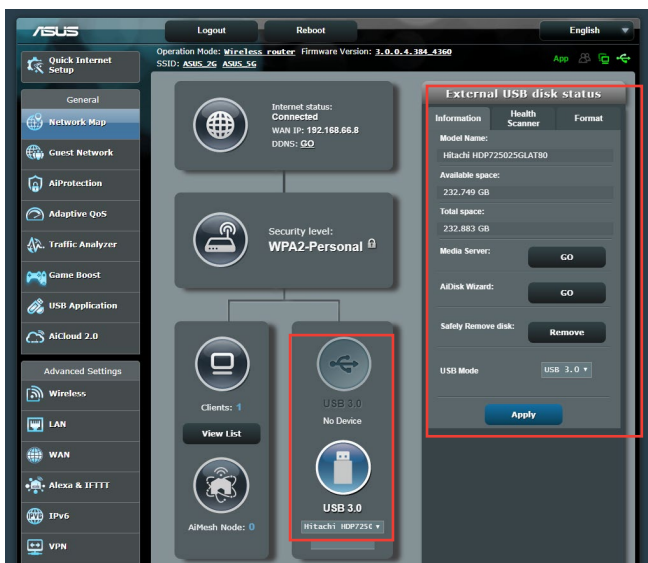 ASUS
Logout
Reboot
English
Quick Internet
Setup
Operation Mode: Wireless router Firmware Version: 3.0.0.4.384_4360
SSID: ASUS_2G ASUS_5G
App
General
Network Map
Guest Network
AiProtection
Adaptive QoS
Traffic Analyzer
Game Boost
USB Application
AiCloud 2.0
Advanced Settings
Wireless
LAN
WAN
Alexa & IFTTT
IPv6
VPN
Internet status:
Connected
WAN IP: 192.168.66.8
DDNS: GO
Security level:
WPA2-Personal
Clients: 1
View List
AiMesh Node: 0
USB 3.0
No Device
USB 3.0
Hitachi HDP725C
External USB disk status
Information
Health
Scanner
Format
Model Name:
Hitachi HDP725025GLAT80
Available space:
232.749 GB
Total space:
232.883 GB
Media Server:
GO
AiDisk Wizard:
GO
Safely Remove disk:
Remove
USB Mode
USB 3.0
Apply